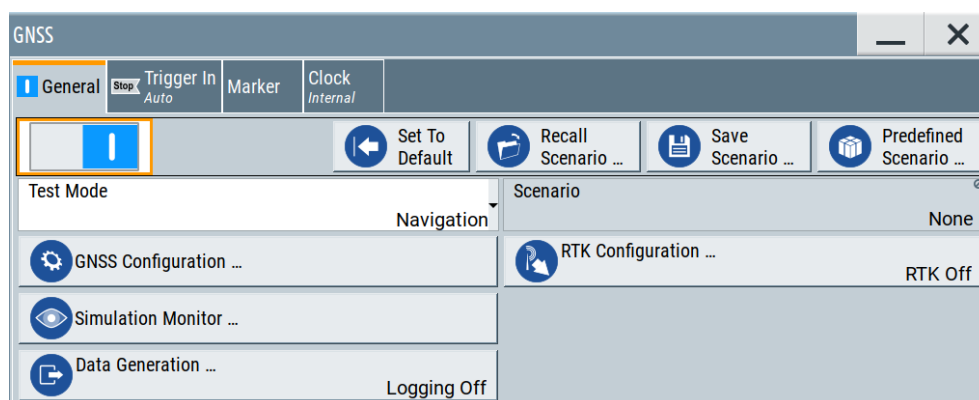 GNSS
General
Stop
Trigger In
Auto
Marker
Clock
Internal
Set To
Default
Recall
Scenario ...
Save
Scenario ...
Predefined
Scenario ...
Test Mode
Navigation
Scenario
None
GNSS Configuration ...
RTK Configuration ...
RTK Off
Simulation Monitor ...
Data Generation ...
Logging Off